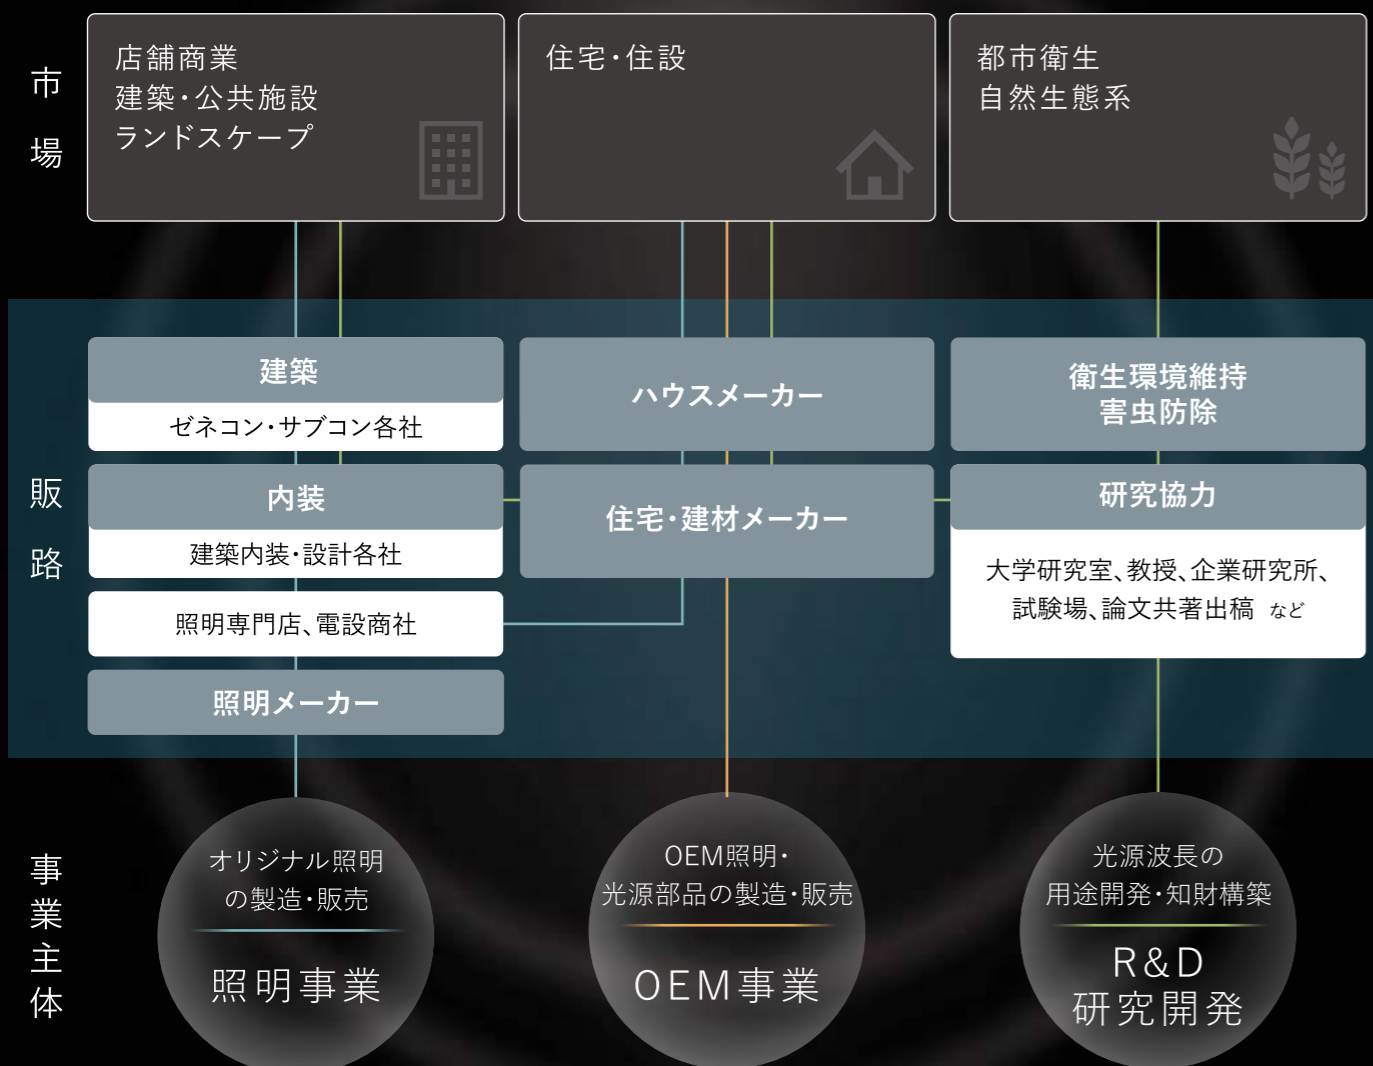 市場
店舗商業
建築・公共施設
ランドスケープ
住宅・住設
都市衛生
自然生態系
販路
建築
ゼネコン・サブコン各社
内装
建築内装・設計各社
照明専門店、電設商社
照明メーカー
ハウスメーカー
住宅・建材メーカー
衛生環境維持
害虫防除
研究協力
大学研究室、教授、企業研究所、
試験場、論文共著出稿 など
事業主体
オリジナル照明
の製造・販売
照明事業
OEM照明・
光源部品の製造・販売
OEM事業
光源波長の
用途開発・知財構築
R&D
研究開発